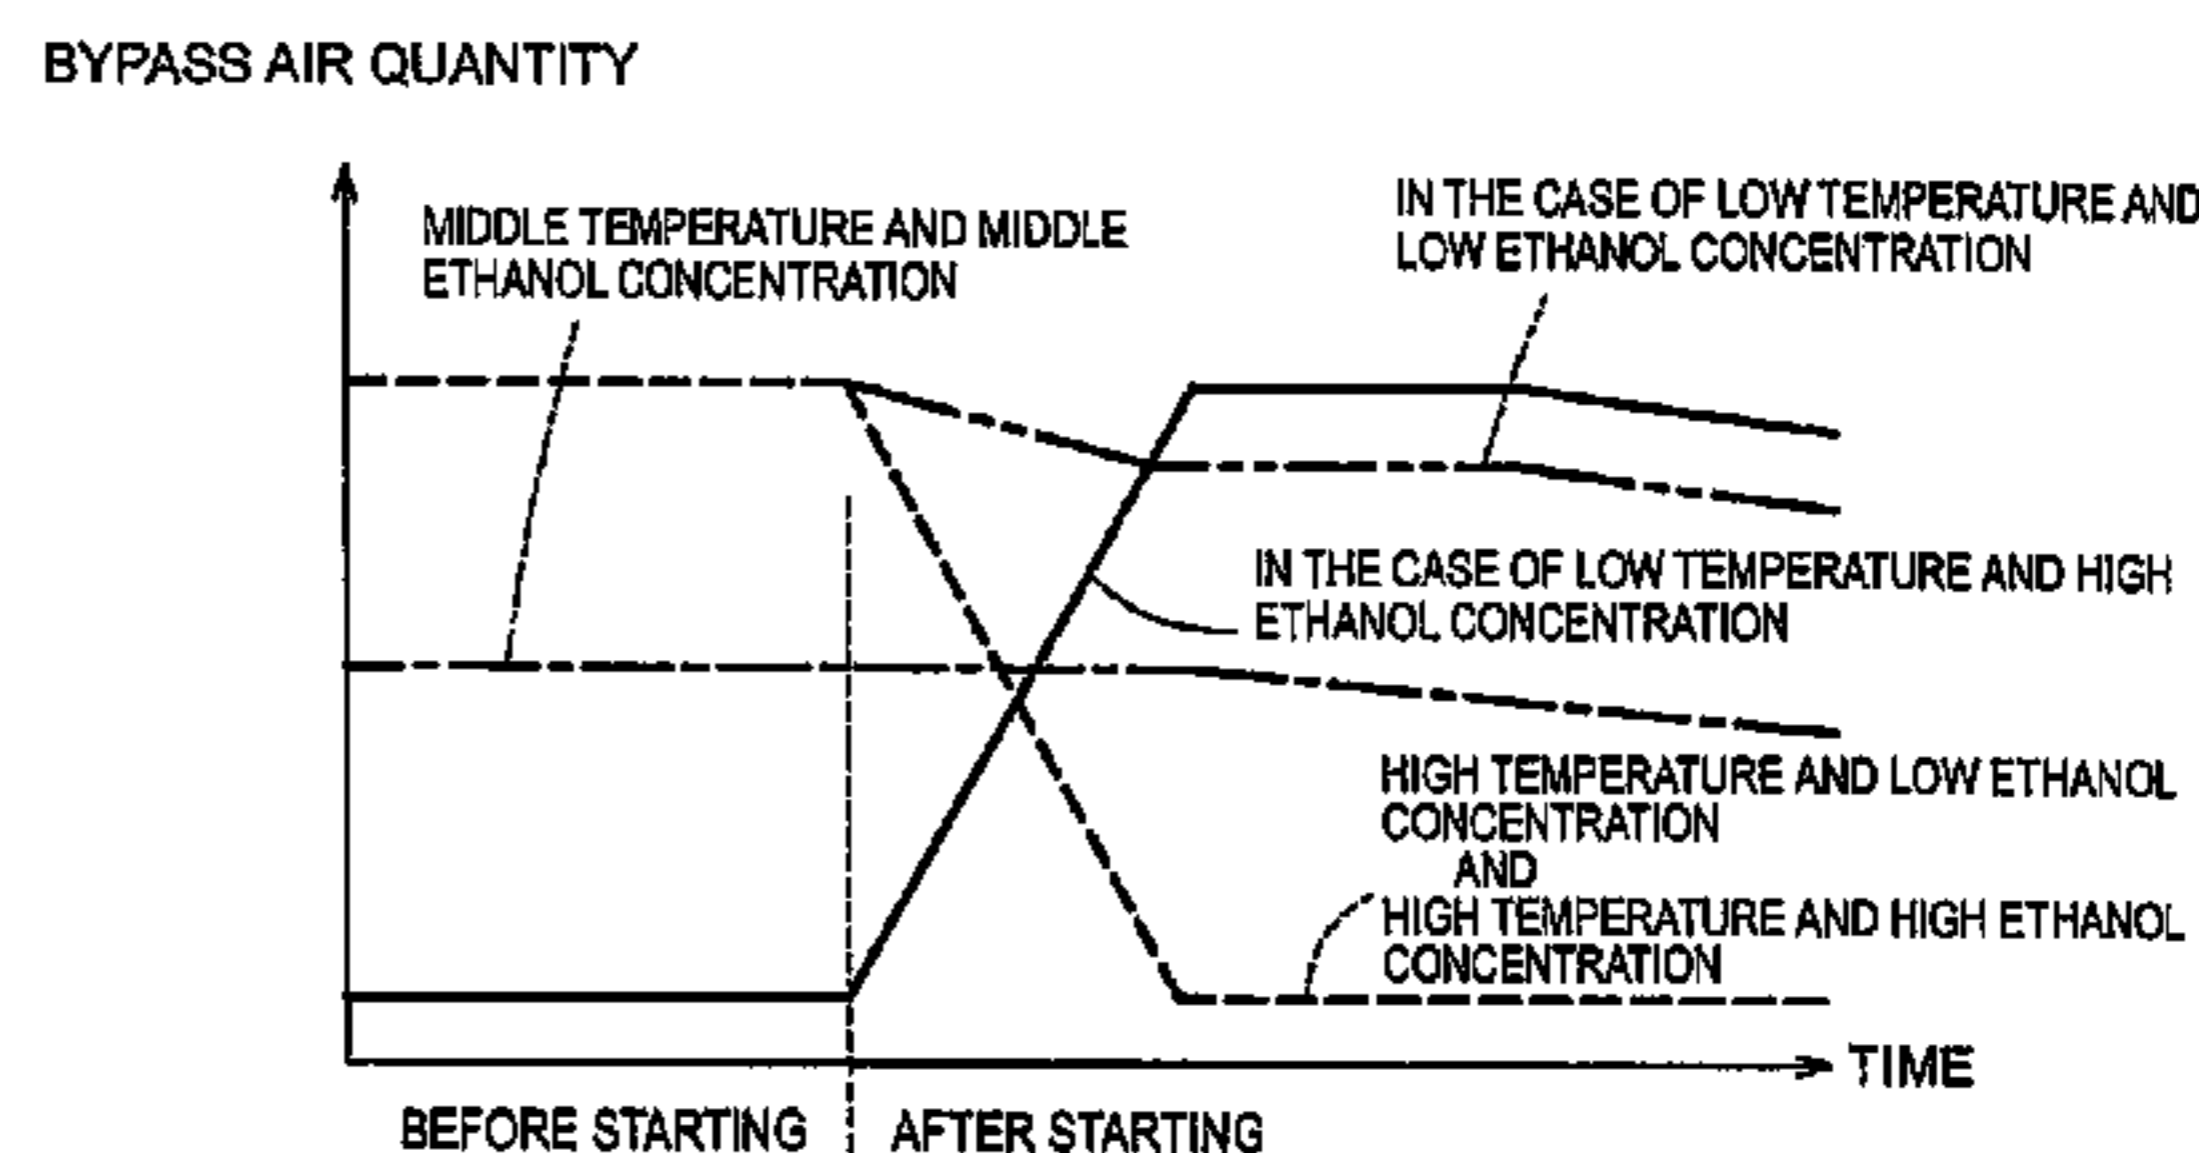 BYPASS AIR QUANTITY
MIDDLE TEMPERATURE AND MIDDLE
ETHANOL CONCENTRATION
IN THE CASE OF LOW TEMPERATURE AND
LOW ETHANOL CONCENTRATION
IN THE CASE OF LOW TEMPERATURE AND HIGH
ETHANOL CONCENTRATION
HIGH TEMPERATURE AND LOW ETHANOL
CONCENTRATION
AND
HIGH TEMPERATURE AND HIGH ETHANOL
CONCENTRATION
TIME
BEFORE STARTING
AFTER STARTING